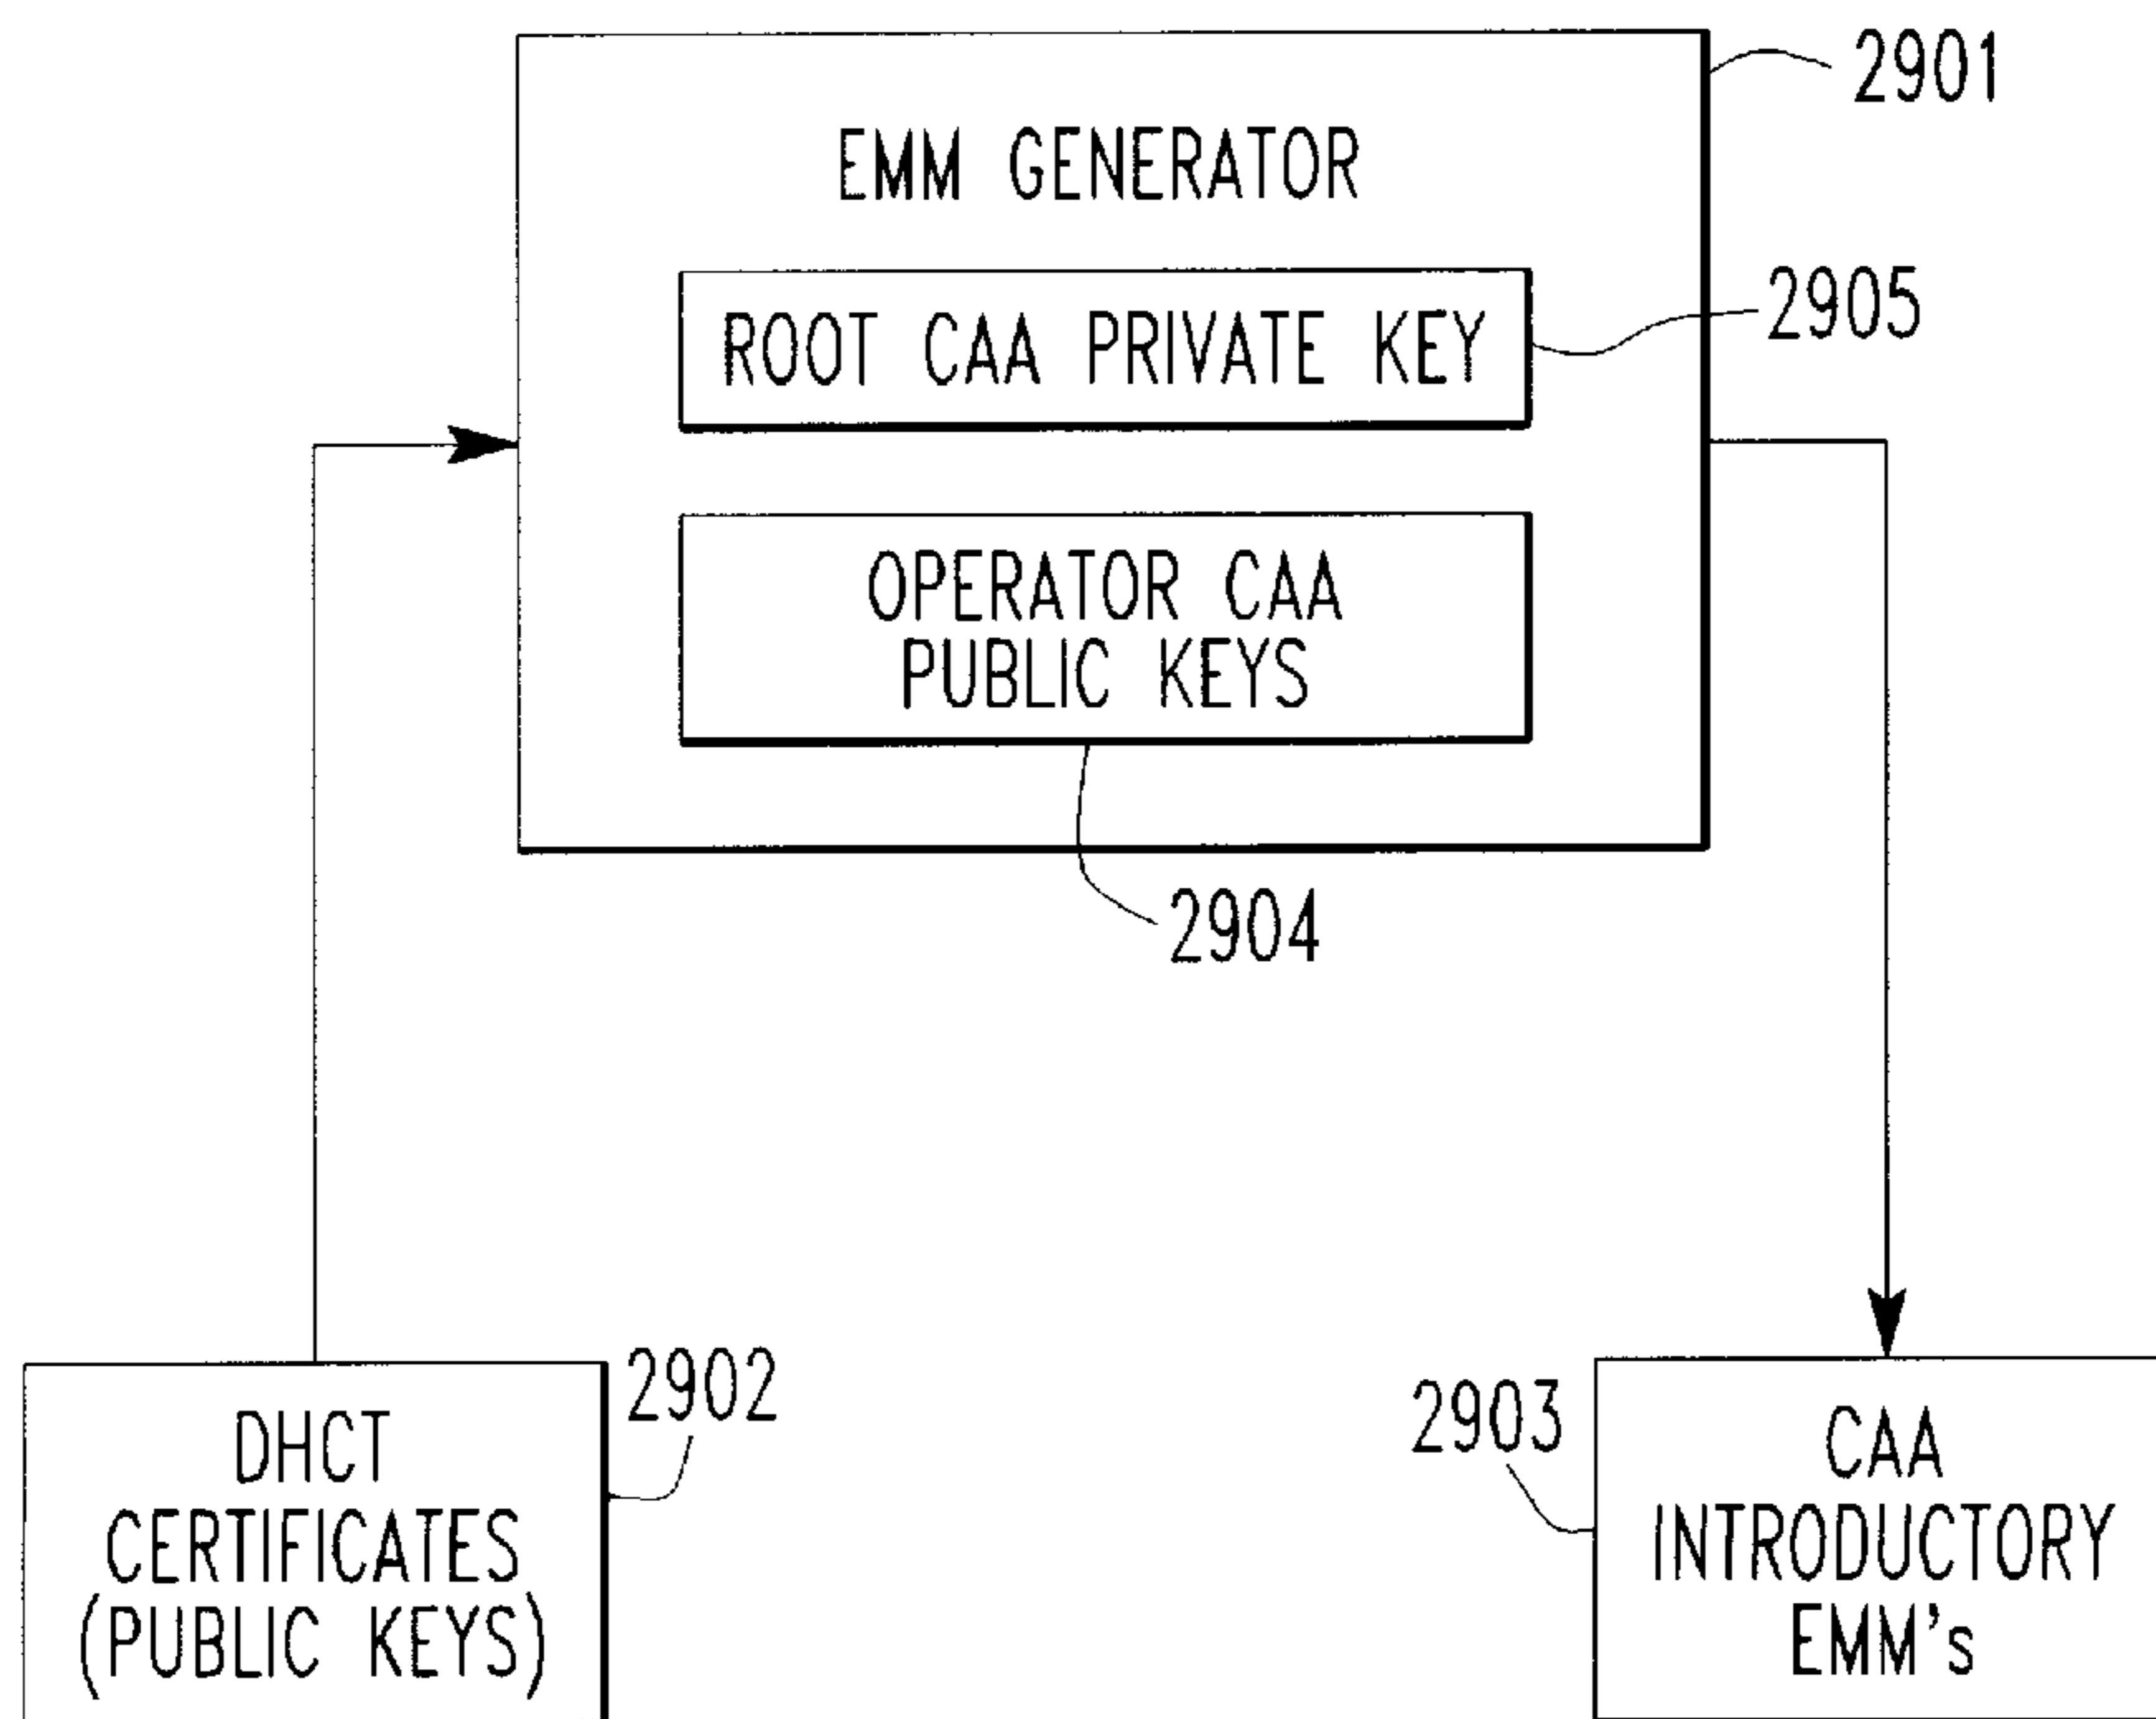 2901
EMM GENERATOR
2905
ROOT CAA PRIVATE KEY
OPERATOR CAA
PUBLIC KEYS
2904
2902
DHCT
CERTIFICATES
(PUBLIC KEYS)
2903
CAA
INTRODUCTORY
EMM's